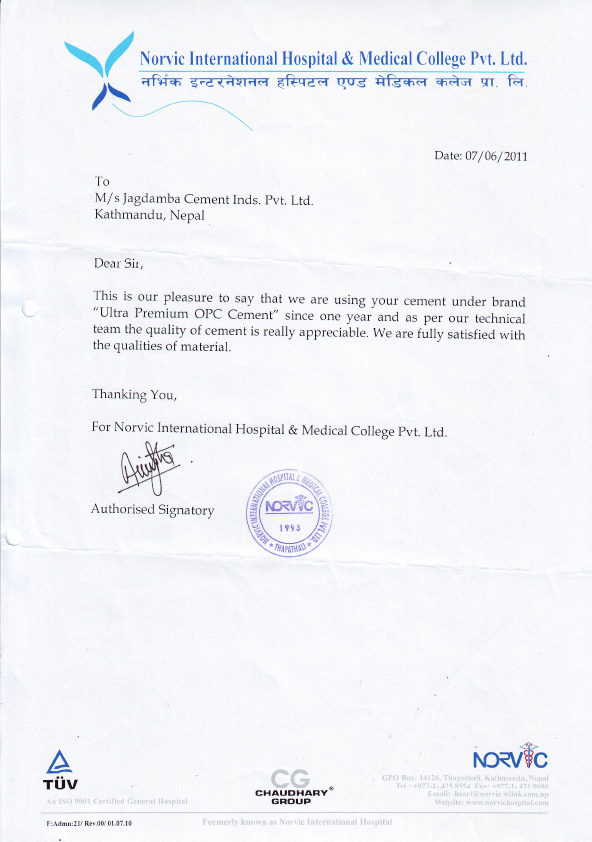 Norvic International Hospital & Medical College Pvt. Ltd.
नर्भिक इन्टरनेशनल हस्पिटल एण्ड मेडिकल कलेज प्रा. लि.
Date: 07/06/2011
To
M/s Jagdamba Cement Inds. Pvt. Ltd.
Kathmandu, Nepal
Dear Sir,
This is our pleasure to say that we are using your cement under brand
“Ultra Premium OPC Cement” since one year and as per our technical
team the quality of cement is really appreciable. We are fully satisfied with
the qualities of material.
Thanking You,
For Norvic International Hospital & Medical College Pvt. Ltd.
Authorised Signatory
NORVIC INTERNATIONAL HOSPITAL & MEDICAL COLLEGE PVT. LTD.
NORVIC
1993
★ THAPATHALI ★
TÜV
An ISO 9001 Certified General Hospital
CG
CHAUDHARY®
GROUP
NORVIC
GPO Box: 14126, Thapathali, Kathmandu, Nepal
Tel.: +977-1- 425 8554 Fax: +977-1- 421 9686
Email: heart@norvic.wlink.com.np
Website: www.norvichospital.com
F:Admn:21/ Rev.00/ 01.07.10
Formerly known as Norvic International Hospital